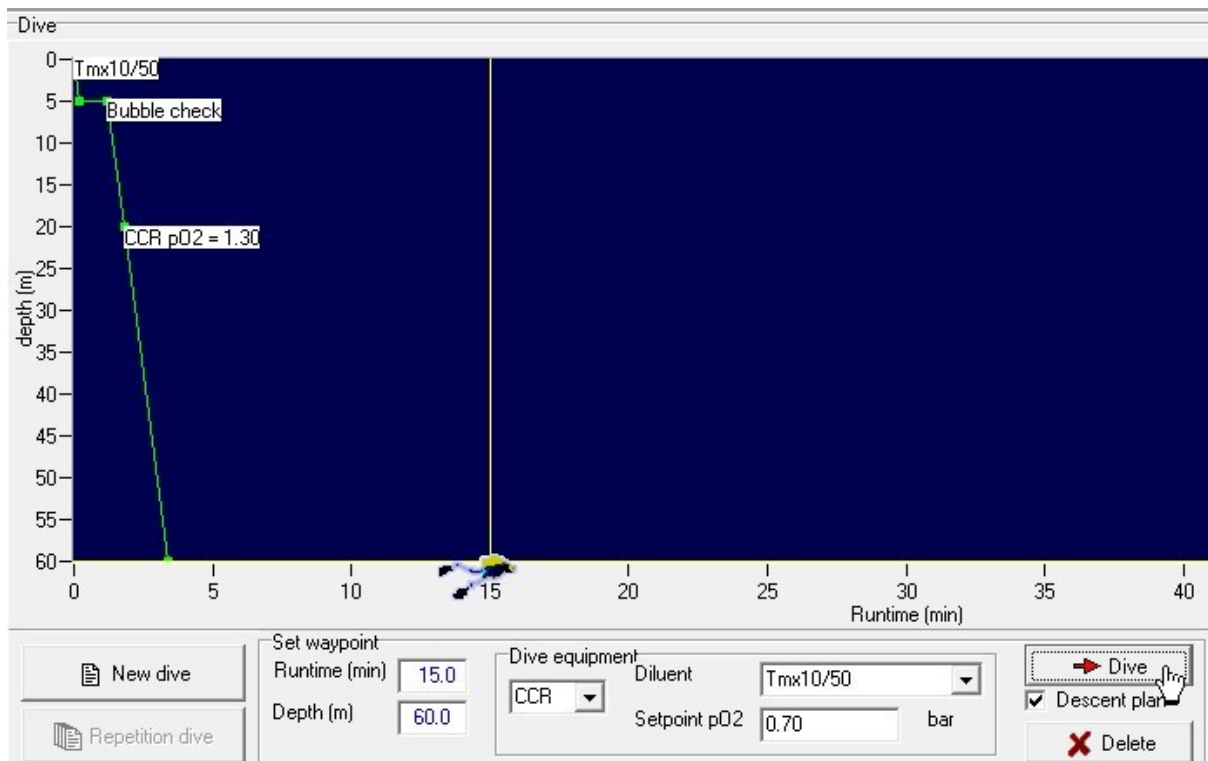 Dive
0
Tmx10/50
5
Bubble check
10
15
20
CCR pO2 = 1.30
25
30
35
40
45
50
55
60
depth (m)
0 5 10 15 20 25 30 35 40
Runtime (min)
New dive
Repetition dive
Set waypoint
Runtime (min) 15.0
Depth (m) 60.0
Dive equipment
CCR
Diluent Tmx10/50
Setpoint pO2 0.70 bar
Dive
Descent plan
Delete